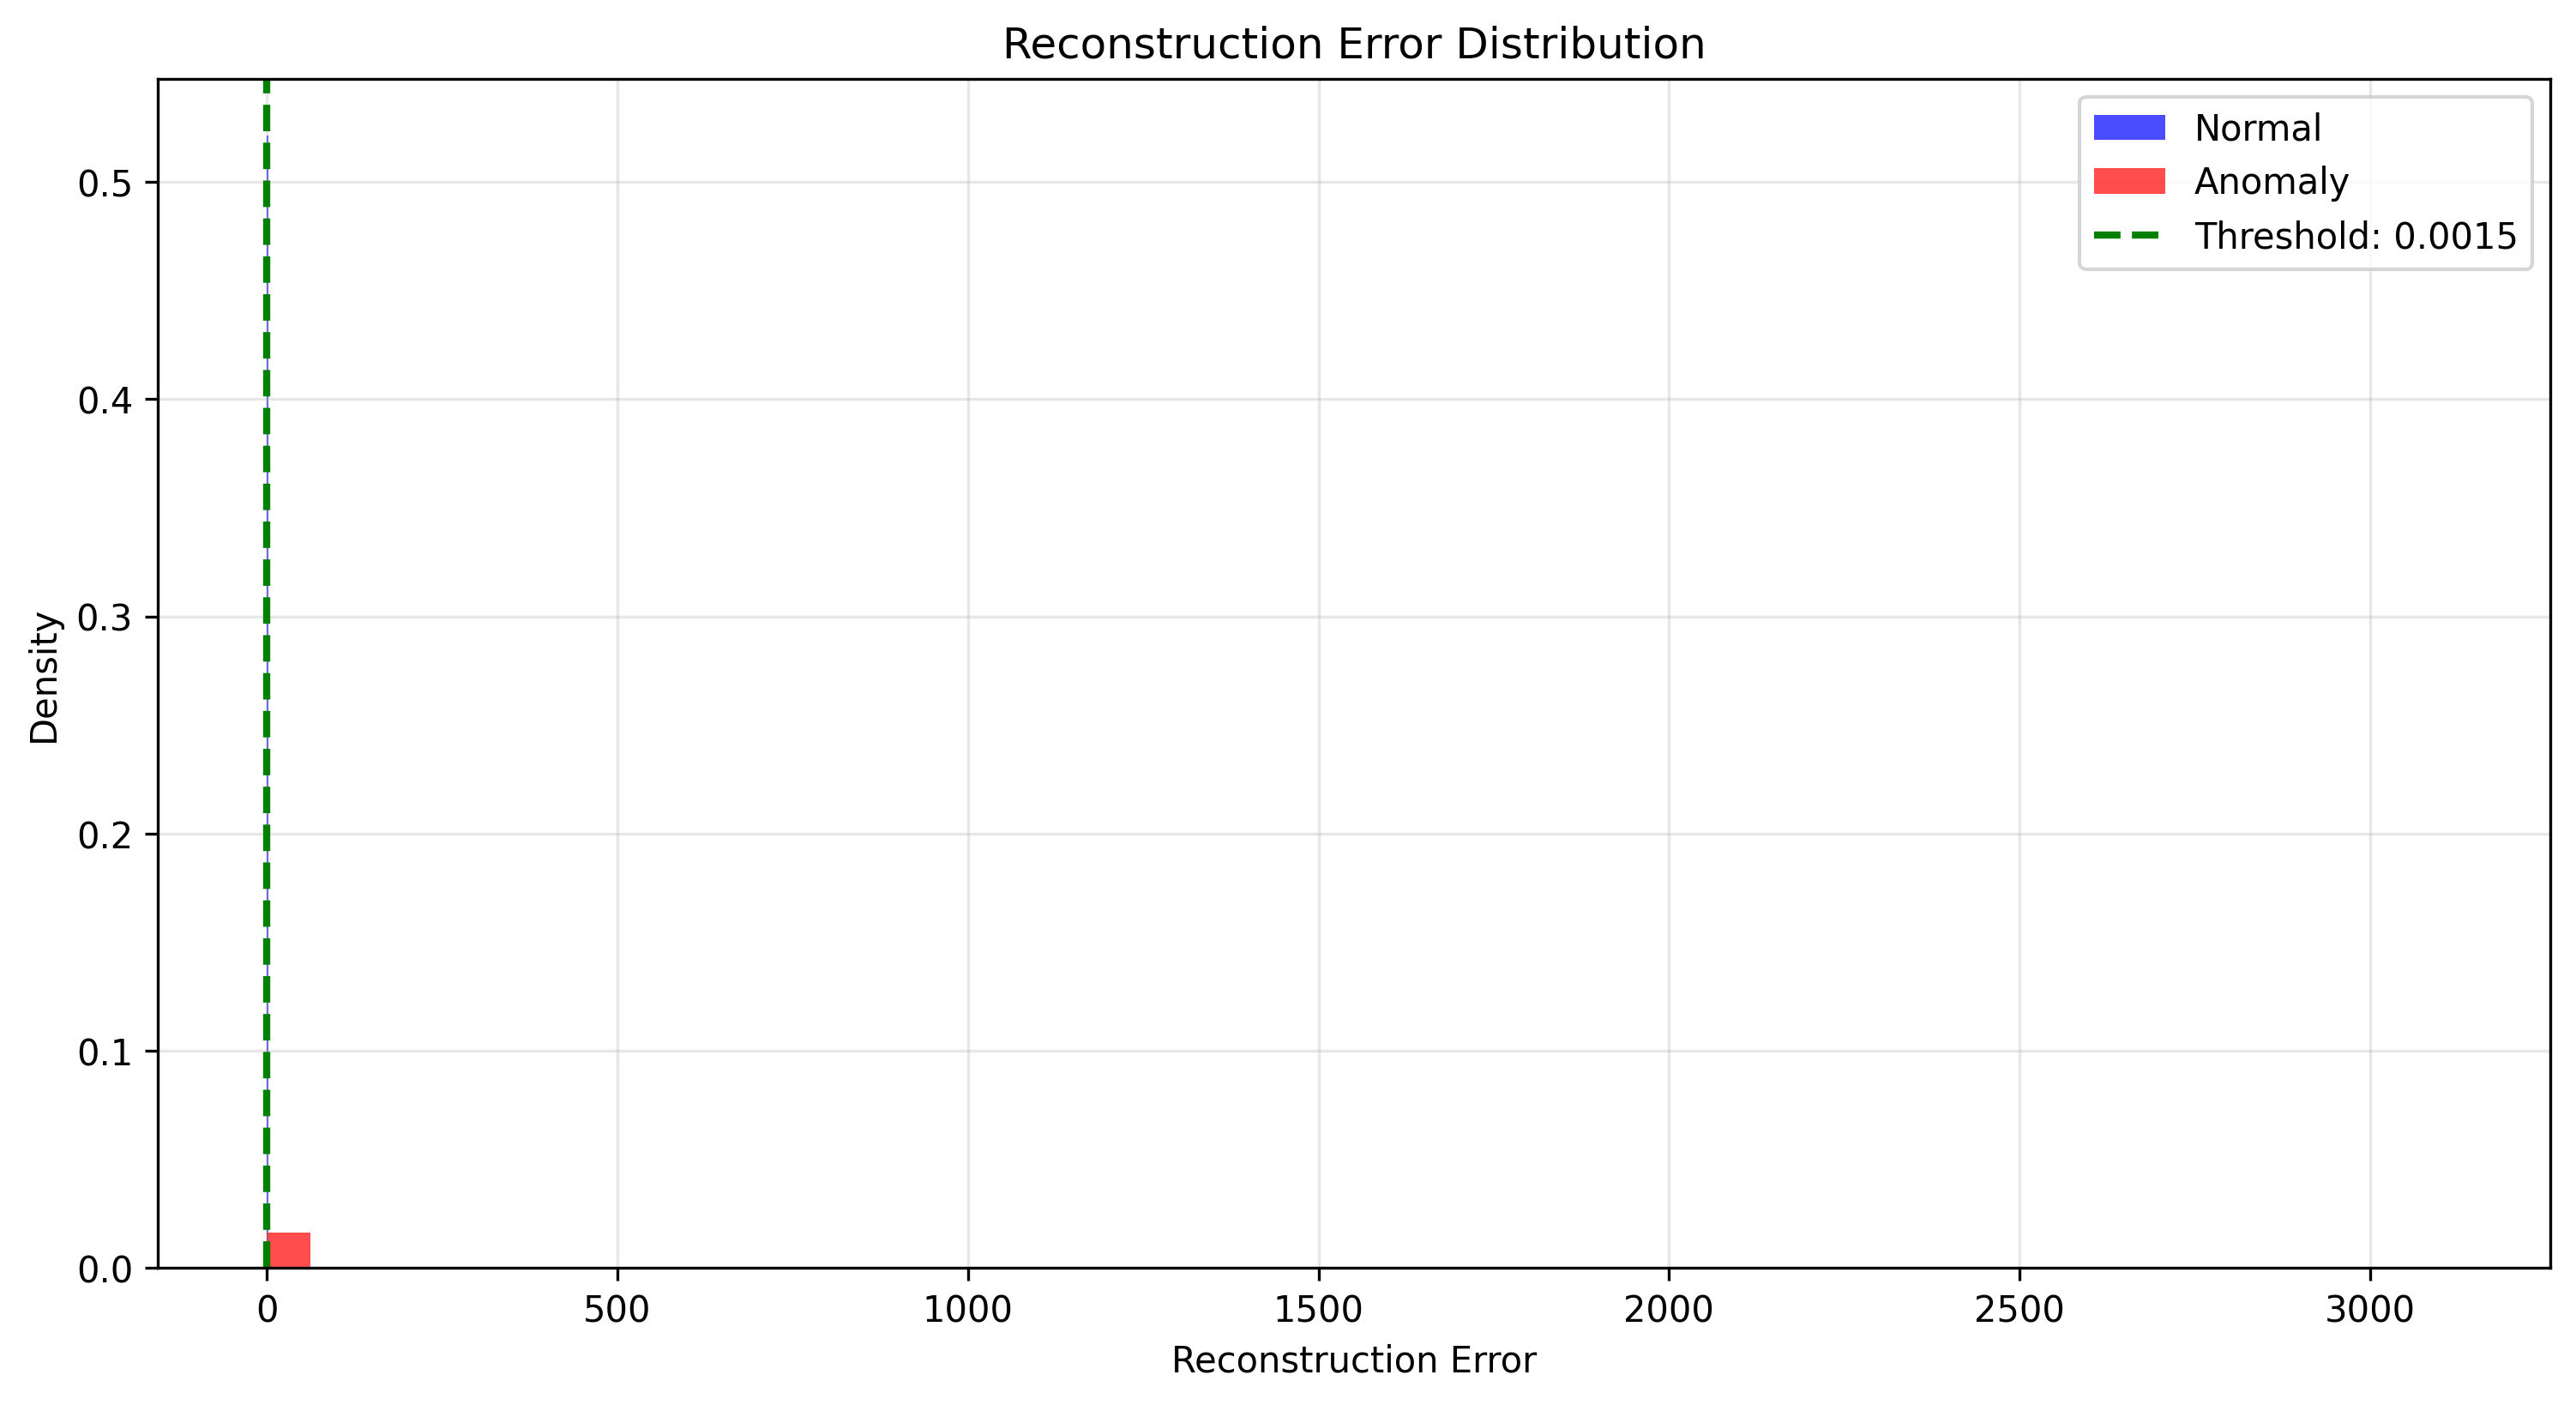 Reconstruction Error Distribution
Normal
Anomaly
Threshold: 0.0015
Density
0.5
0.4
0.3
0.2
0.1
0.0
0 500 1000 1500 2000 2500 3000
Reconstruction Error